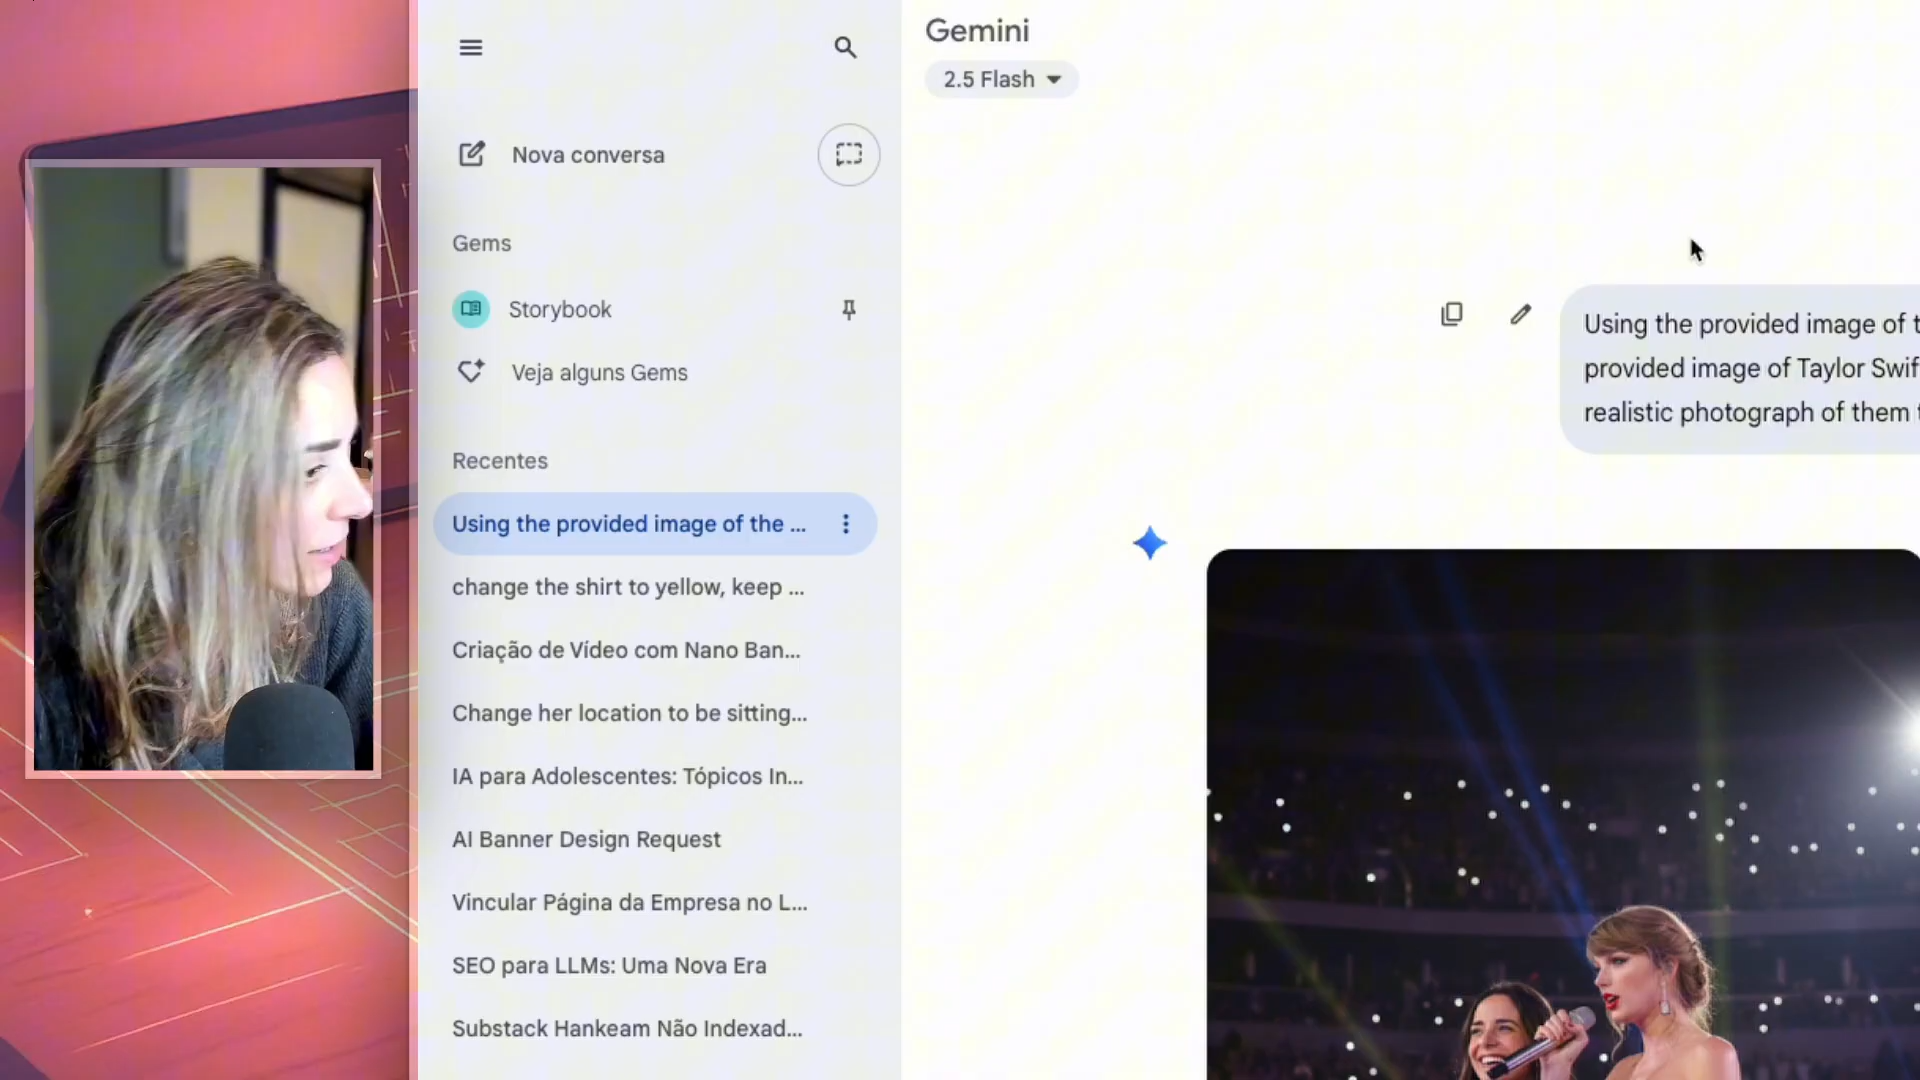 Gemini
2.5 Flash
Nova conversa
Gems
Storybook
Veja alguns Gems
Recentes
Using the provided image of the ...
change the shirt to yellow, keep ...
Criação de Vídeo com Nano Ban...
Change her location to be sitting...
IA para Adolescentes: Tópicos In...
AI Banner Design Request
Vincular Página da Empresa no L...
SEO para LLMs: Uma Nova Era
Substack Hankeam Não Indexad...
Using the provided image of t
provided image of Taylor Swif
realistic photograph of them t